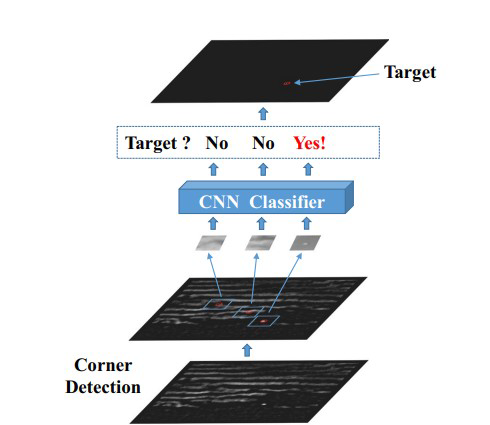 Target
Target ? No No Yes!
CNN Classifier
Corner
Detection